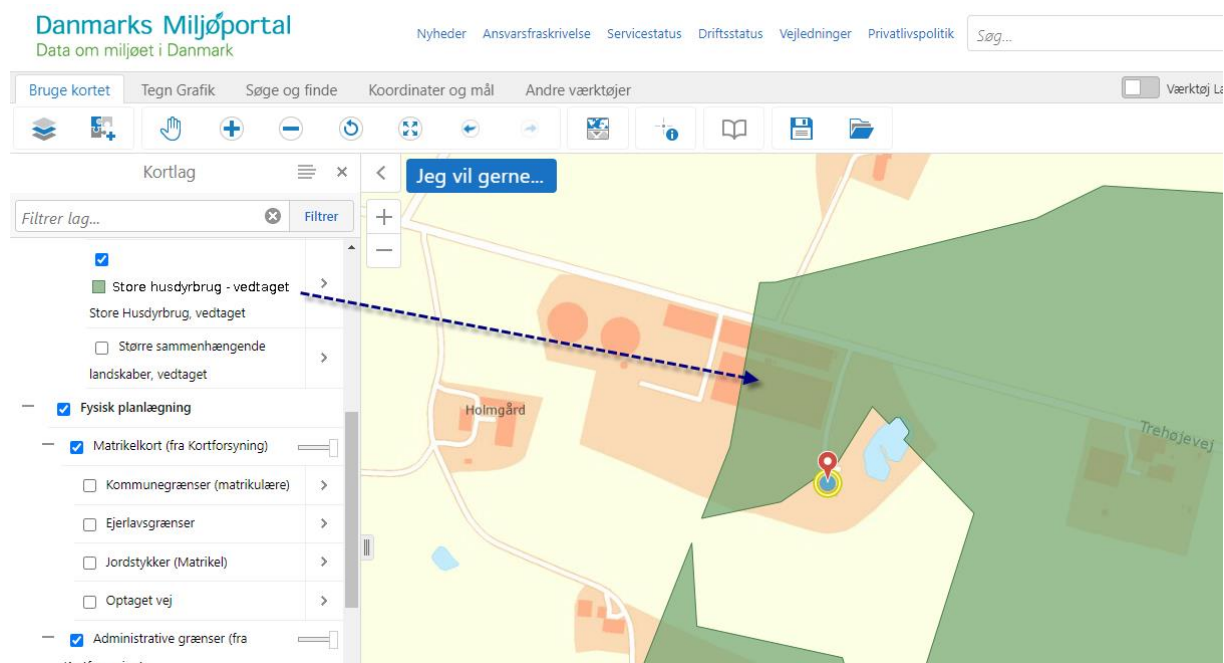 Danmarks Miljøportal
Data om miljøet i Danmark
Nyheder Ansvarsfraskrivelse Servicestatus Driftsstatus Vejledninger Privatlivspolitik Søg...
Bruge kortet Tegn Grafik Søge og finde Koordinater og mål Andre værktøjer Værktøj La
Kortlag
Jeg vil gerne...
Filtrer lag... Filtrer
Store husdyrbrug - vedtaget
Store Husdyrbrug, vedtaget
Større sammenhængende
landskaber, vedtaget
Fysisk planlægning
Holmgård
Trehøjevej
Matrikelkort (fra Kortforsyning)
Kommunegrænser (matrikulære)
Ejerlavsgrænser
Jordstykker (Matrikel)
Optaget vej
Administrative grænser (fra